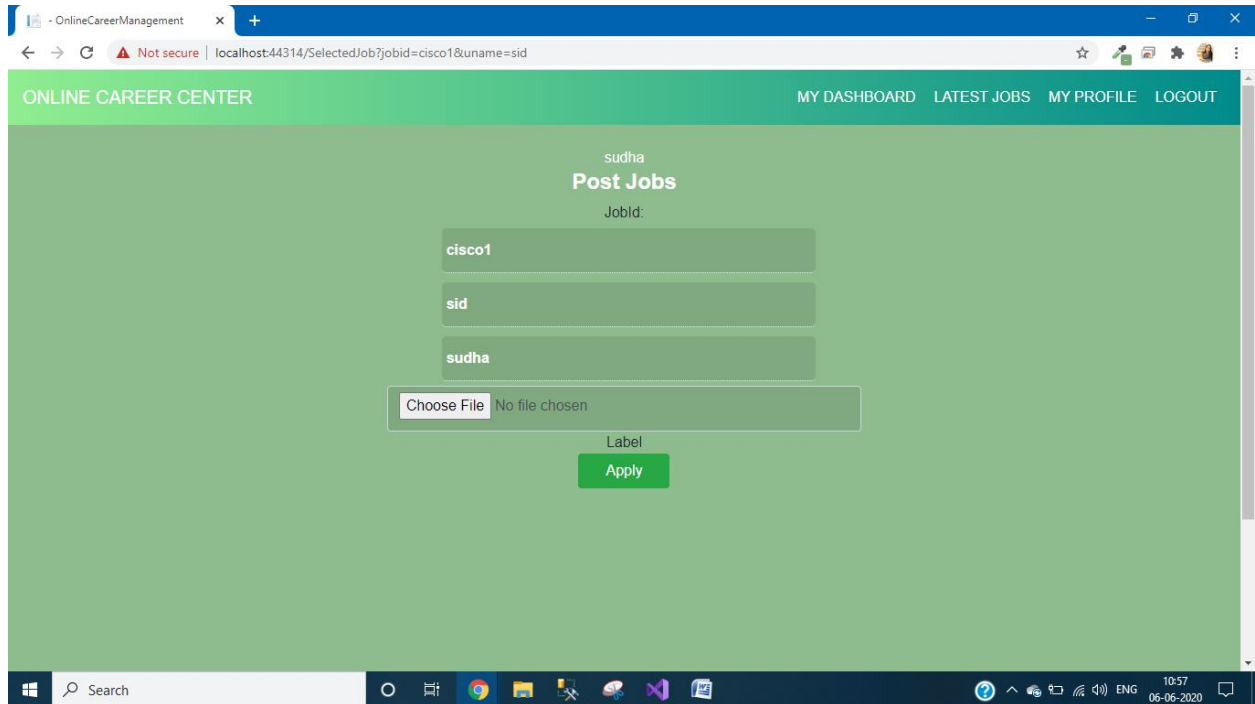 - OnlineCareerManagement
Not secure | localhost:44314/SelectedJob?jobid=cisco1&uname=sid
ONLINE CAREER CENTER MY DASHBOARD LATEST JOBS MY PROFILE LOGOUT
sudha
Post Jobs
JobId:
cisco1
sid
sudha
Choose File No file chosen
Label
Apply
Search ENG 10:57
06-06-2020